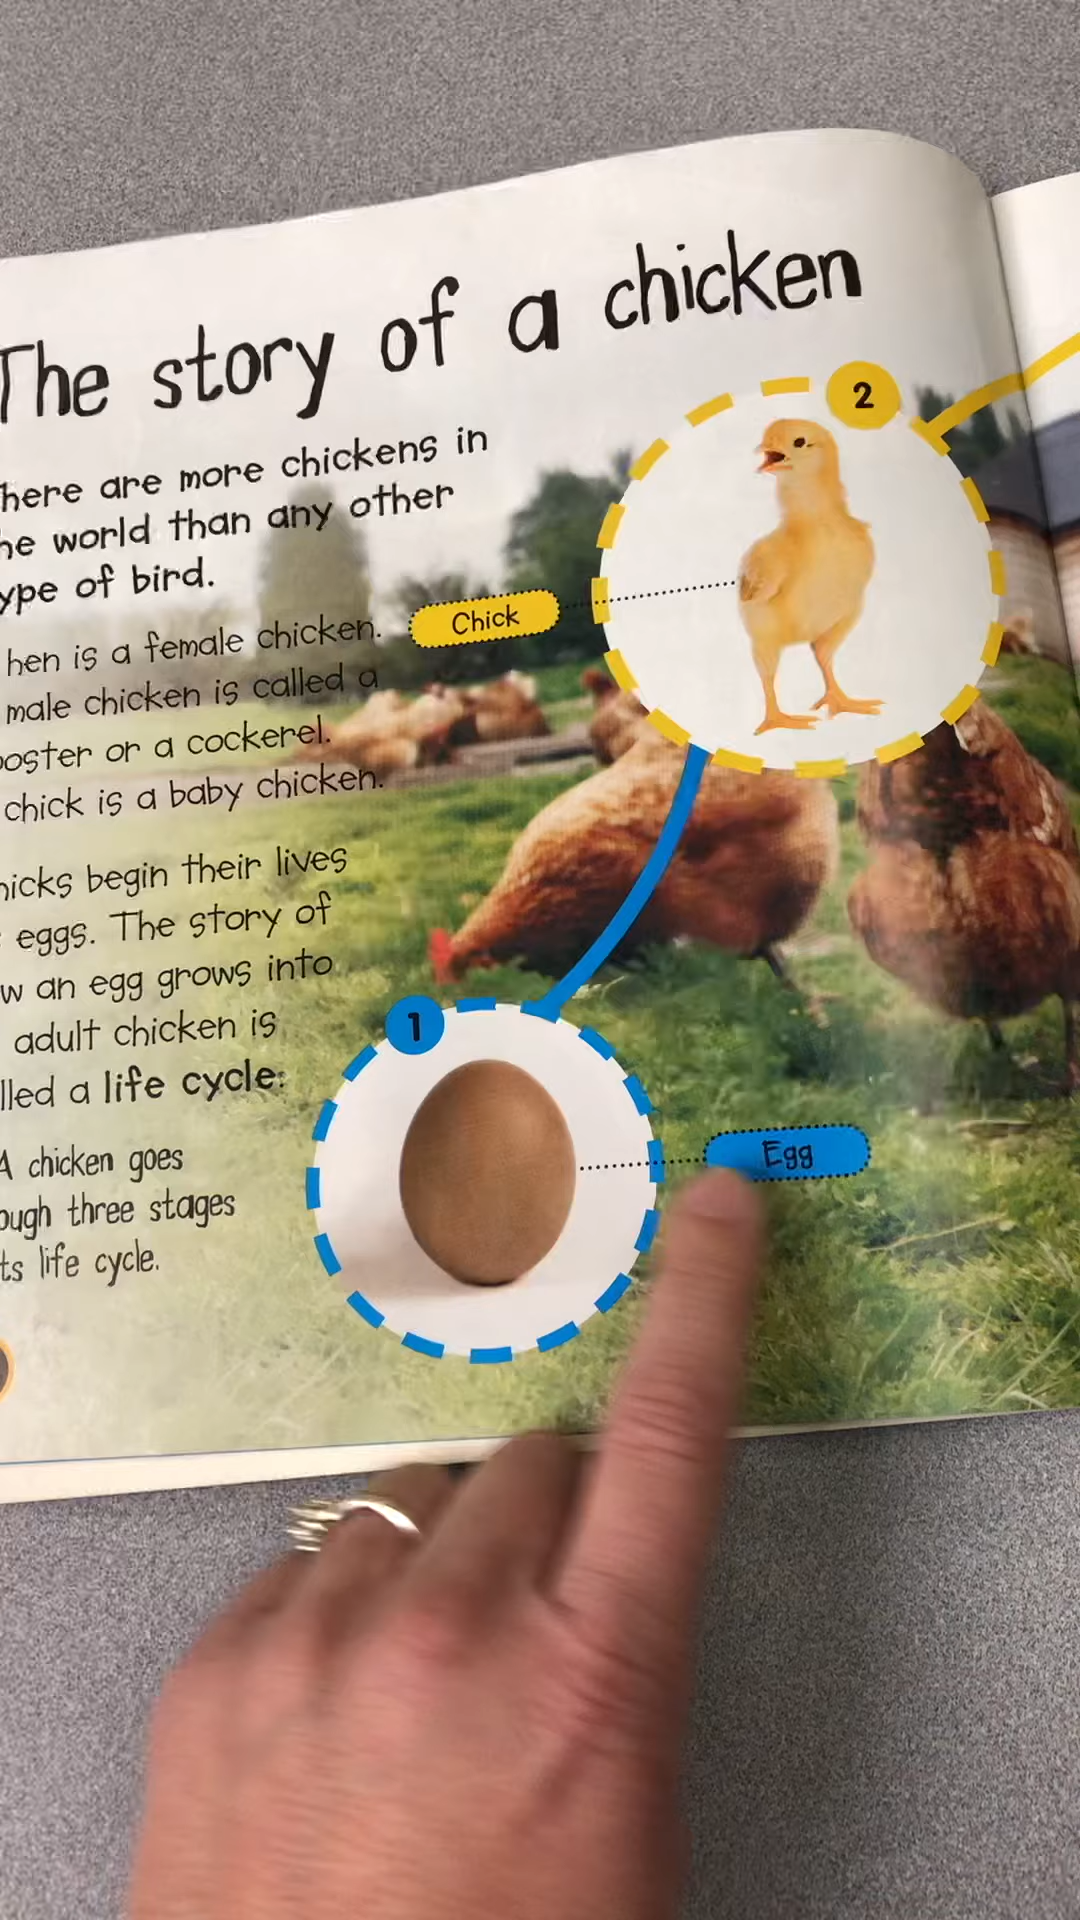 The story of a chicken
here are more chickens in
he world than any other
ype of bird.
hen is a female chicken.
male chicken is called a
ooster or a cockerel.
chick is a baby chicken.
hicks begin their lives
eggs. The story of
w an egg grows into
adult chicken is
lled a life cycle.
A chicken goes
ough three stages
ts life cycle.
2
Chick
1
Egg